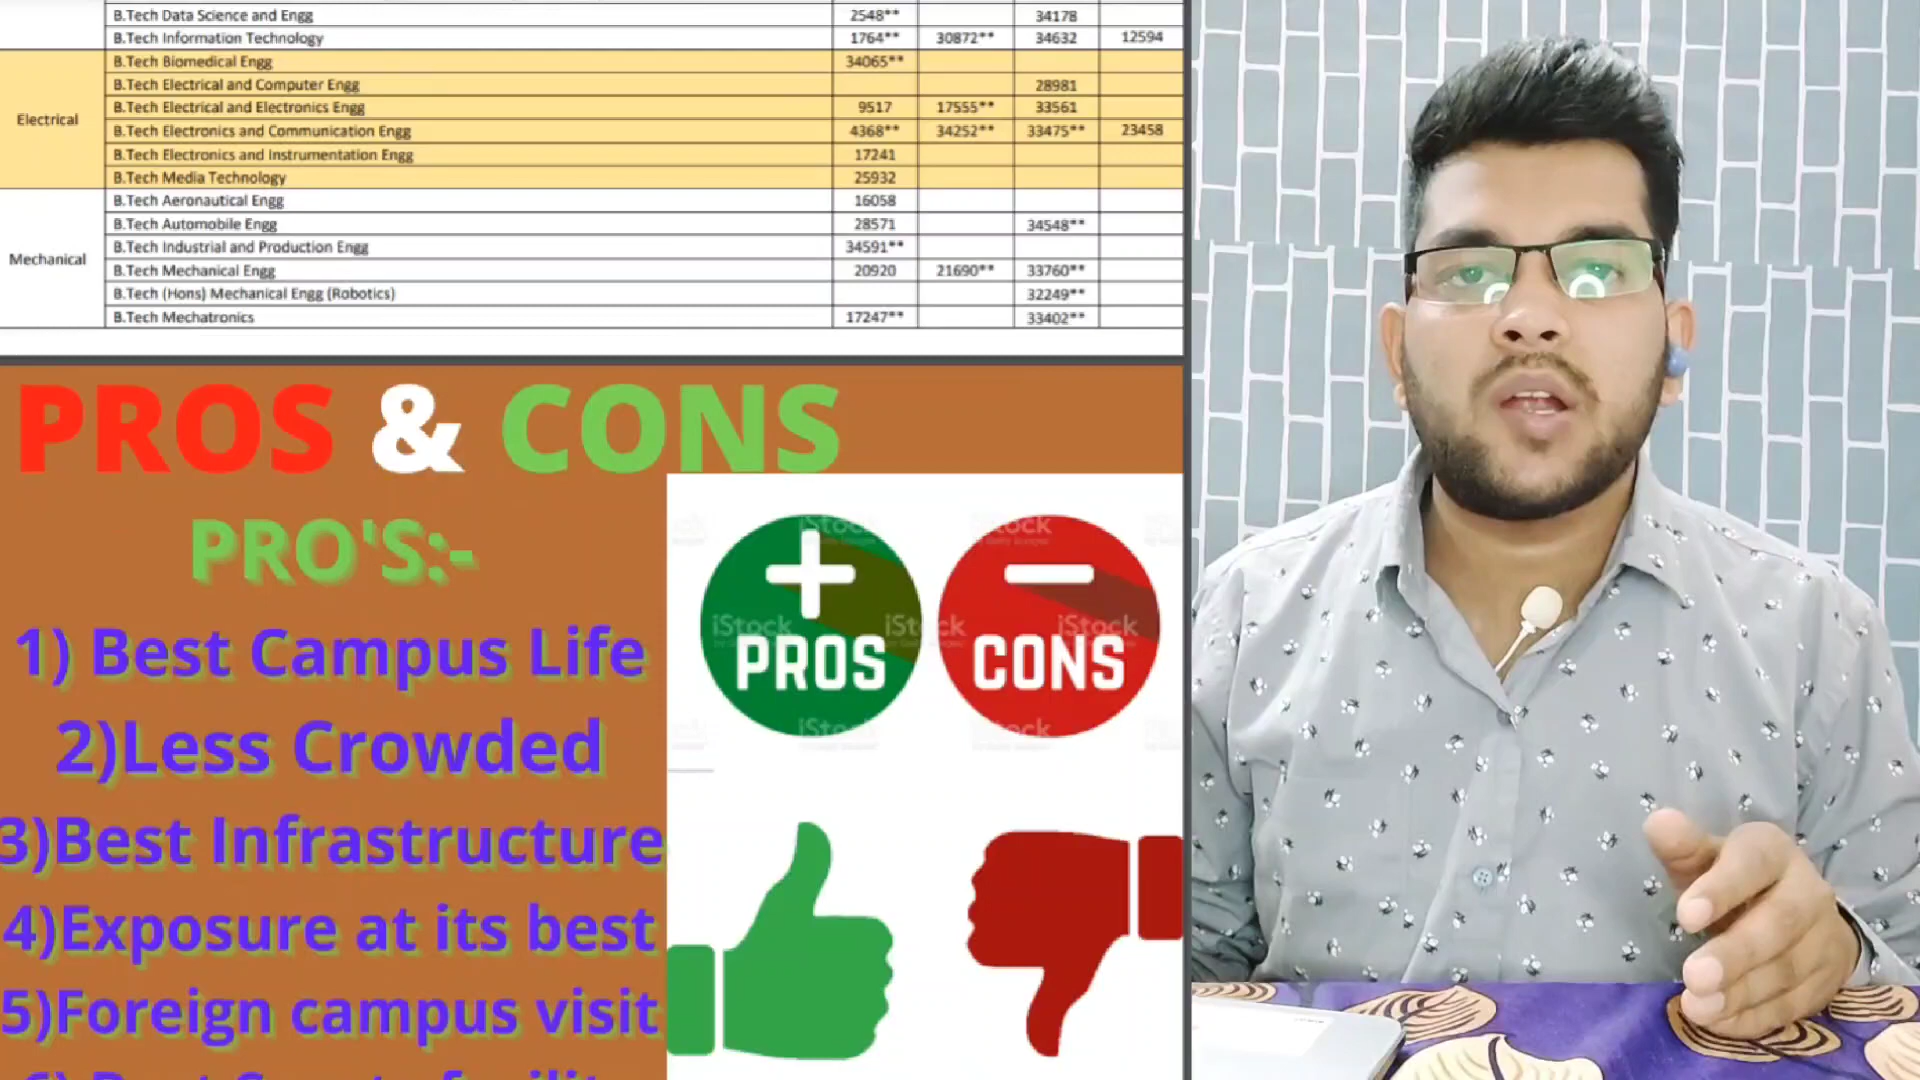 B.Tech Data Science and Engg 2548** 34178
B.Tech Information Technology 1764** 30872** 34632 12594
Electrical
B.Tech Biomedical Engg 34065**
B.Tech Electrical and Computer Engg 28981
B.Tech Electrical and Electronics Engg 9517 17555** 33561
B.Tech Electronics and Communication Engg 4368** 34252** 33475** 23458
B.Tech Electronics and Instrumentation Engg 17241
B.Tech Media Technology 25932
Mechanical
B.Tech Aeronautical Engg 16058
B.Tech Automobile Engg 28571 34548**
B.Tech Industrial and Production Engg 34591**
B.Tech Mechanical Engg 20920 21690** 33760**
B.Tech (Hons) Mechanical Engg (Robotics) 32249**
B.Tech Mechatronics 17247** 33402**
PROS & CONS
PRO'S:-
1) Best Campus Life
2)Less Crowded
3)Best Infrastructure
4)Exposure at its best
5)Foreign campus visit
iStock
PROS
iStock
CONS